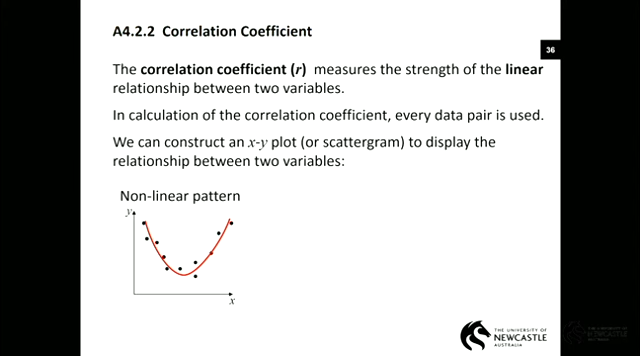 A4.2.2 Correlation Coefficient
36
The correlation coefficient (r) measures the strength of the linear
relationship between two variables.
In calculation of the correlation coefficient, every data pair is used.
We can construct an x-y plot (or scattergram) to display the
relationship between two variables:
Non-linear pattern
y
x
THE UNIVERSITY OF
NEWCASTLE
AUSTRALIA